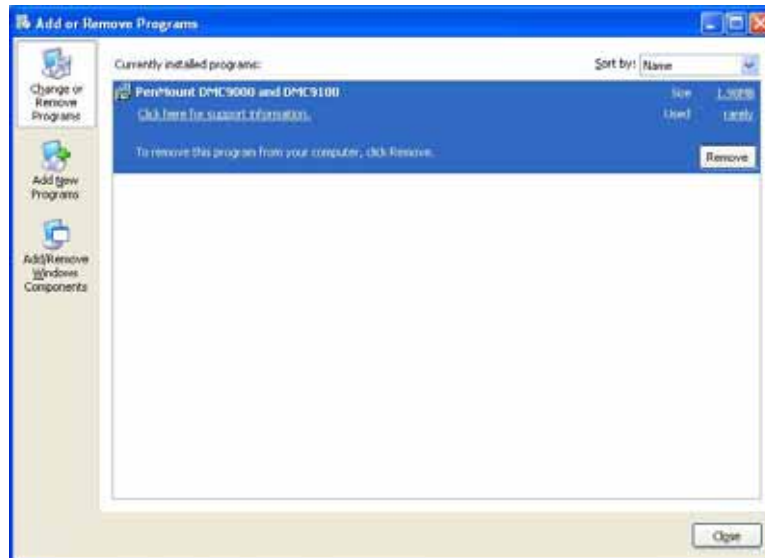 Add or Remove Programs
Change or
Remove
Programs
Add New
Programs
Add/Remove
Windows
Components
Currently installed programs:
Sort by: Name
PenMount DMC9000 and DMC9100
Size
Click here for support information.
Used rarely
To remove this program from your computer, click Remove.
Remove
Close